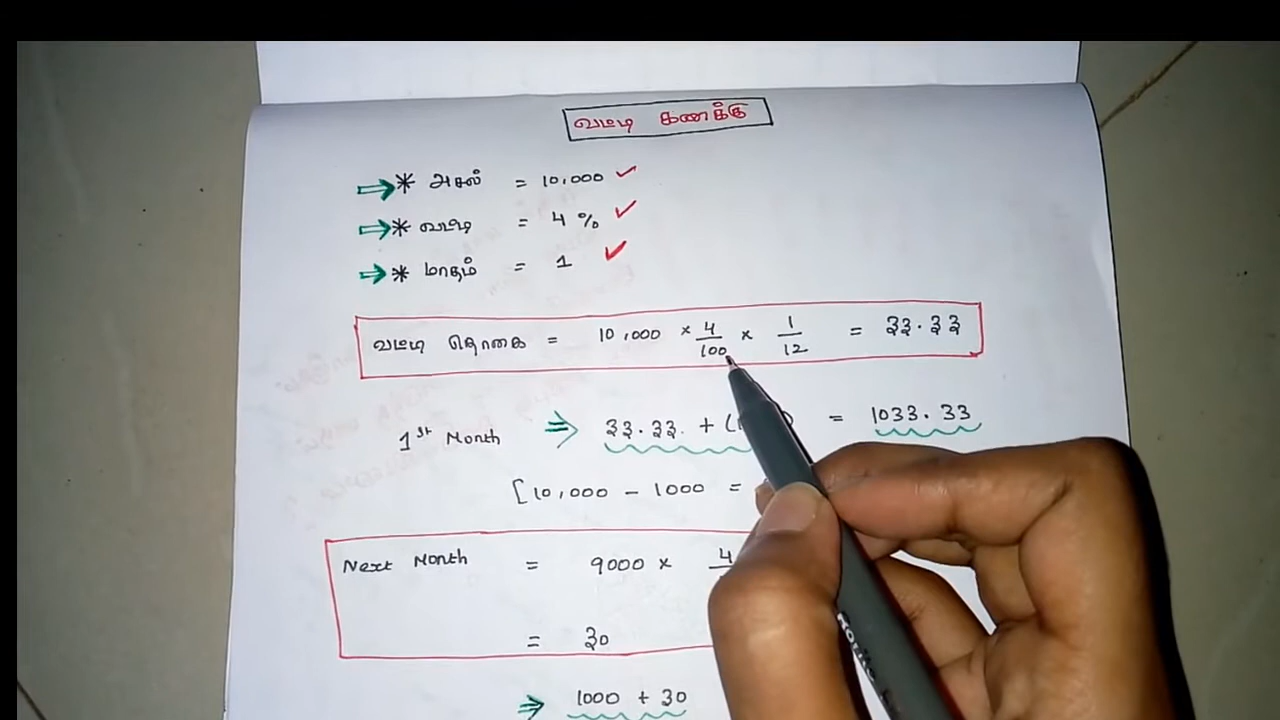 வட்டி கணக்கு
* அசல் = 10,000
* வட்டி = 4 %
* மாதம் = 1
வட்டி தொகை = 10,000 × 4/100 × 1/12 = 33.33
1st Month ⇒ 33.33. + ( = 1033.33
[10,000 - 1000 =
Next Month = 9000 × 4
= 30
⇒ 1000 + 30